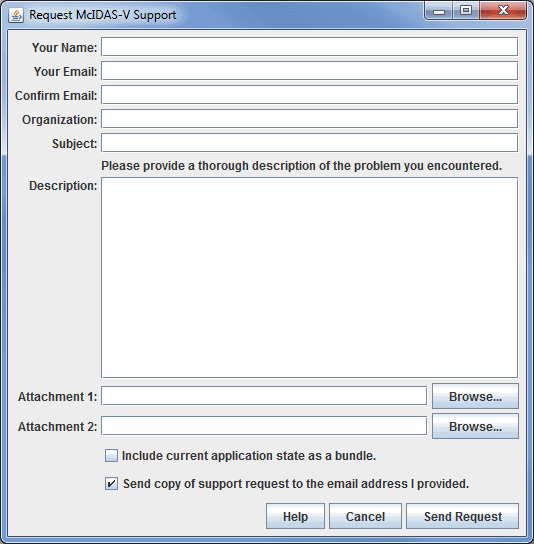 Request McIDAS-V Support
Your Name:
Your Email:
Confirm Email:
Organization:
Subject:
Please provide a thorough description of the problem you encountered.
Description:
Attachment 1: Browse...
Attachment 2: Browse...
Include current application state as a bundle.
Send copy of support request to the email address I provided.
Help Cancel Send Request